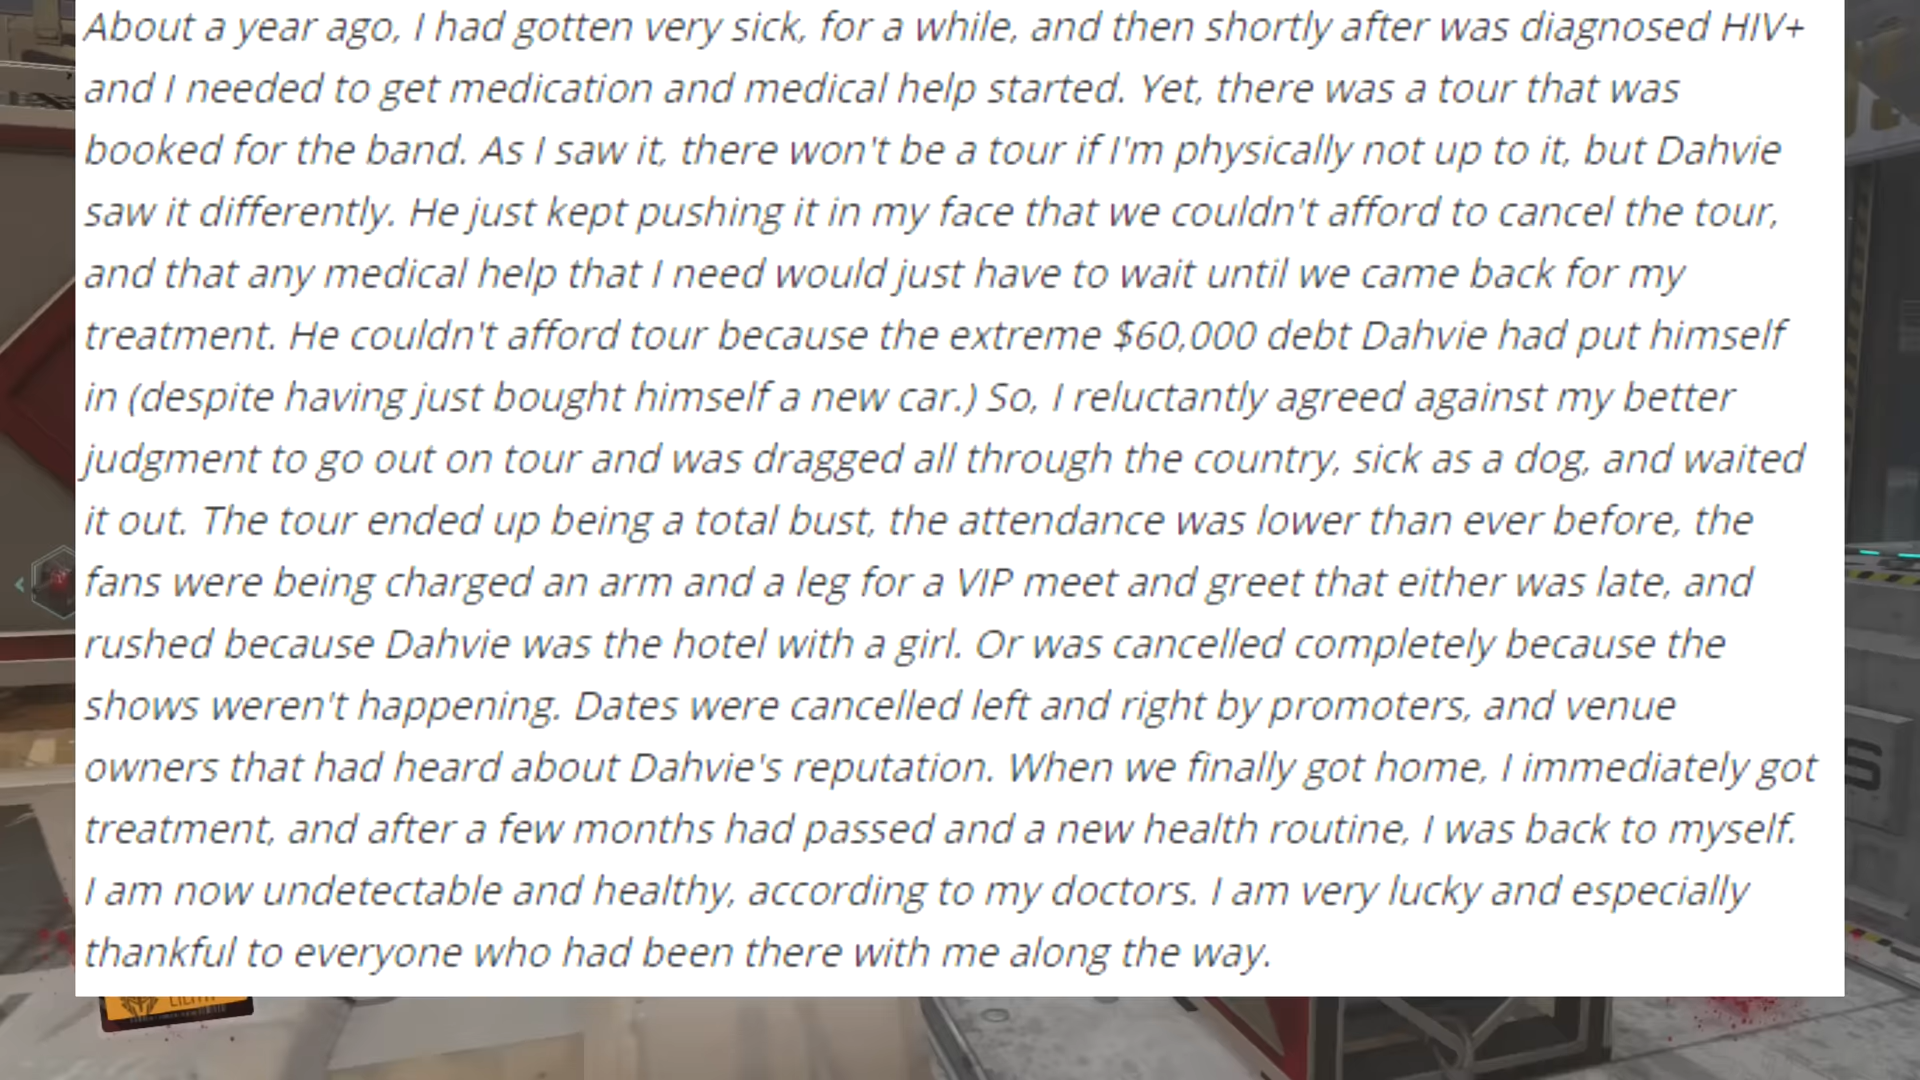 About a year ago, I had gotten very sick, for a while, and then shortly after was diagnosed HIV+
and I needed to get medication and medical help started. Yet, there was a tour that was
booked for the band. As I saw it, there won't be a tour if I'm physically not up to it, but Dahvie
saw it differently. He just kept pushing it in my face that we couldn't afford to cancel the tour,
and that any medical help that I need would just have to wait until we came back for my
treatment. He couldn't afford tour because the extreme $60,000 debt Dahvie had put himself
in (despite having just bought himself a new car.) So, I reluctantly agreed against my better
judgment to go out on tour and was dragged all through the country, sick as a dog, and waited
it out. The tour ended up being a total bust, the attendance was lower than ever before, the
fans were being charged an arm and a leg for a VIP meet and greet that either was late, and
rushed because Dahvie was the hotel with a girl. Or was cancelled completely because the
shows weren't happening. Dates were cancelled left and right by promoters, and venue
owners that had heard about Dahvie's reputation. When we finally got home, I immediately got
treatment, and after a few months had passed and a new health routine, I was back to myself.
I am now undetectable and healthy, according to my doctors. I am very lucky and especially
thankful to everyone who had been there with me along the way.